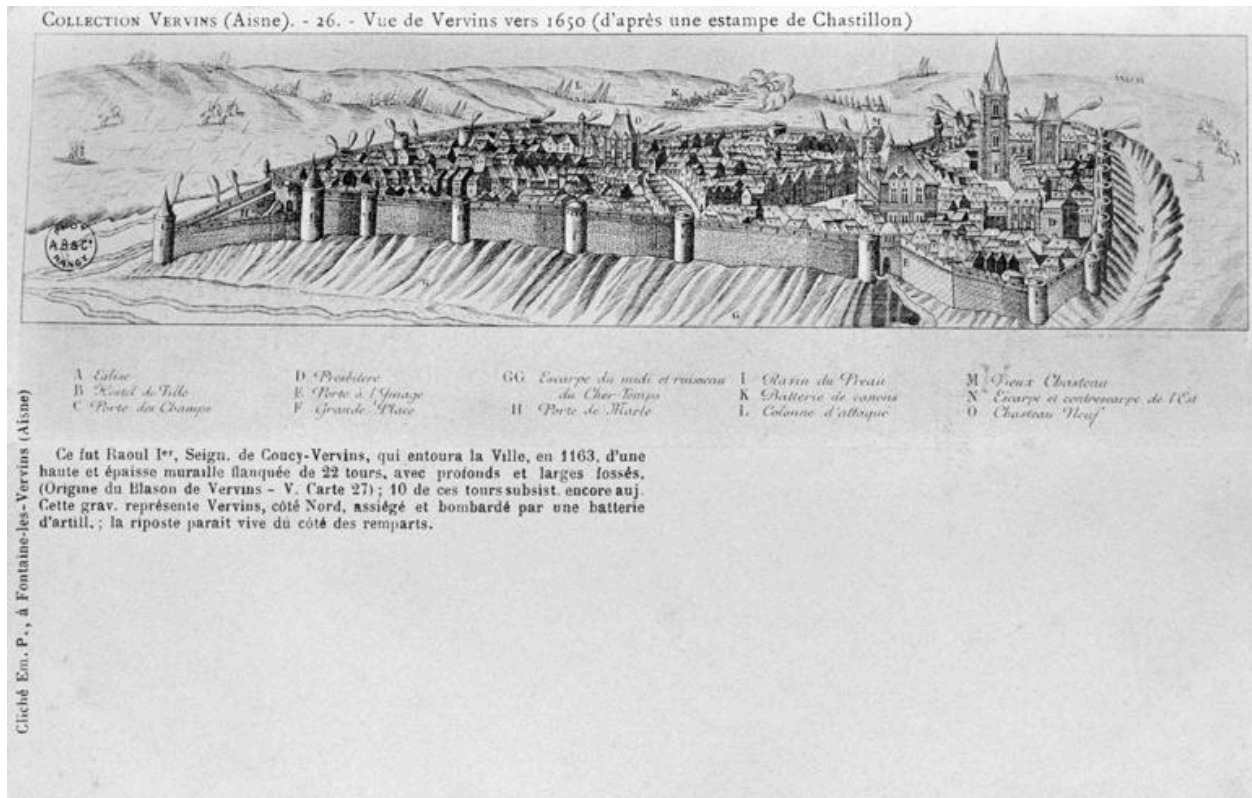 COLLECTION VERVINS (Aisne). - 26. - Vue de Vervins vers 1650 (d'après une estampe de Chastillon)
L
K
O
M
E
G
G
PHOT
A.B & Cie
NANCY
A Eglise
B Hostel de Ville
C Porte des Champs
D Presbitere
E Porte à l'Ymage
F Grande Place
GG Escarpe du midi et ruisseau
du Cher-Temps
H Porte de Marle
I Ravin du Preau
K Batterie de canons
L Colonne d'attaque
M Vieux Chasteau
N Escarpe et contrescarpe de l'Est
O Chasteau Neuf
Ce fut Raoul Ier, Seign. de Coucy-Vervins, qui entoura la Ville, en 1163, d'une
haute et épaisse muraille flanquée de 22 tours, avec profonds et larges fossés.
(Origine du Blason de Vervins - V. Carte 27) ; 10 de ces tours subsist. encore auj.
Cette grav. représente Vervins, côté Nord, assiégé et bombardé par une batterie
d'artill. ; la riposte parait vive du côté des remparts.
Cliché Em. P., à Fontaine-les-Vervins (Aisne)